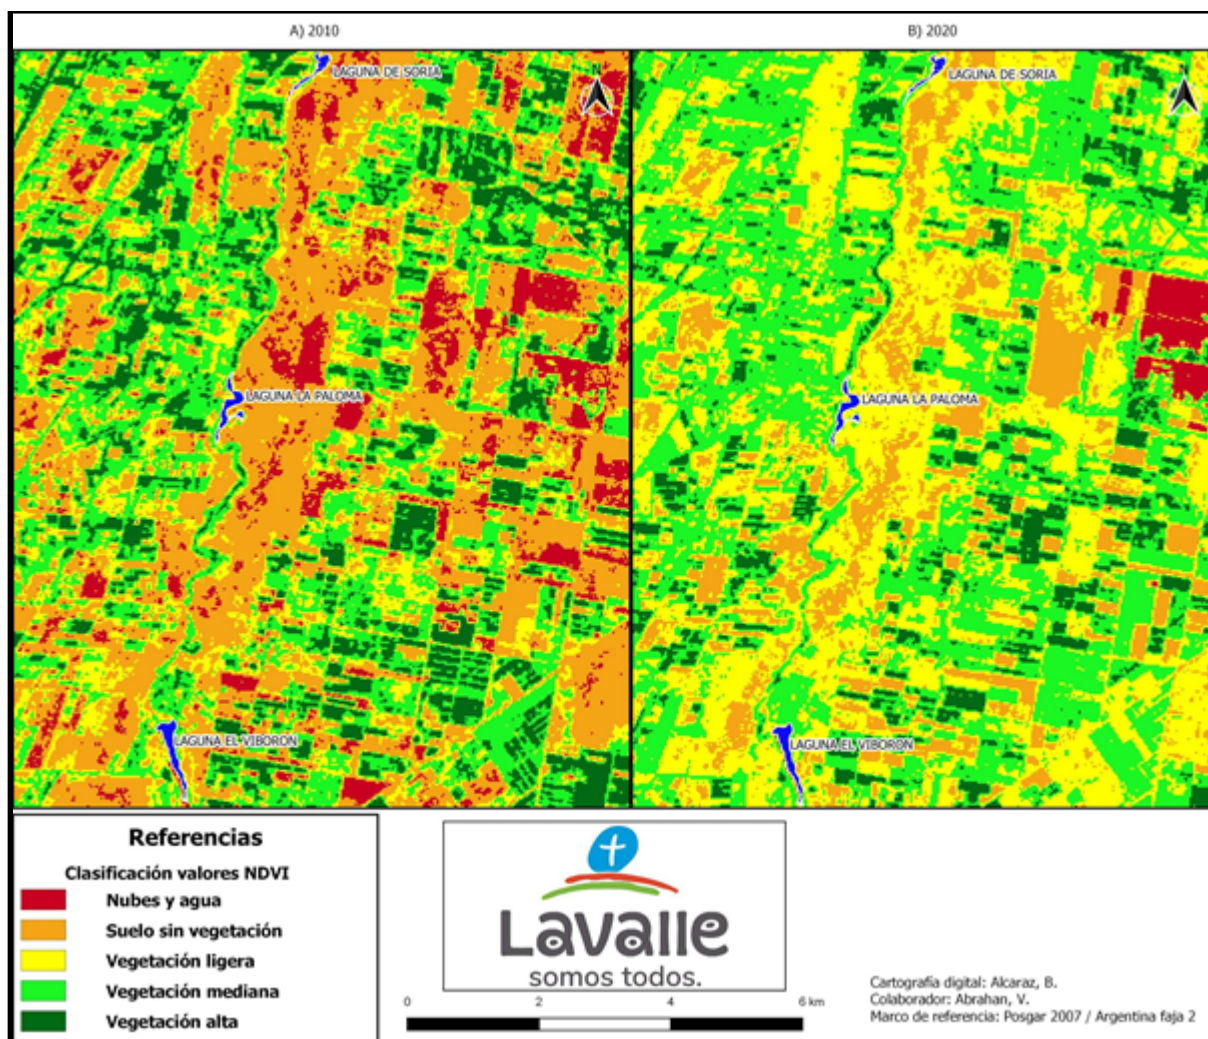 A) 2010
B) 2020
N
LAGUNA DE SORIA
LAGUNA LA PALOMA
LAGUNA EL VIBORON
N
LAGUNA DE SORIA
LAGUNA LA PALOMA
LAGUNA EL VIBORON
Referencias
Clasificación valores NDVI
Nubes y agua
Suelo sin vegetación
Vegetación ligera
Vegetación mediana
Vegetación alta
Lavalle
somos todos.
0 2 4 6 km
Cartografía digital: Alcaraz, B.
Colaborador: Abrahan, V.
Marco de referencia: Posgar 2007 / Argentina faja 2